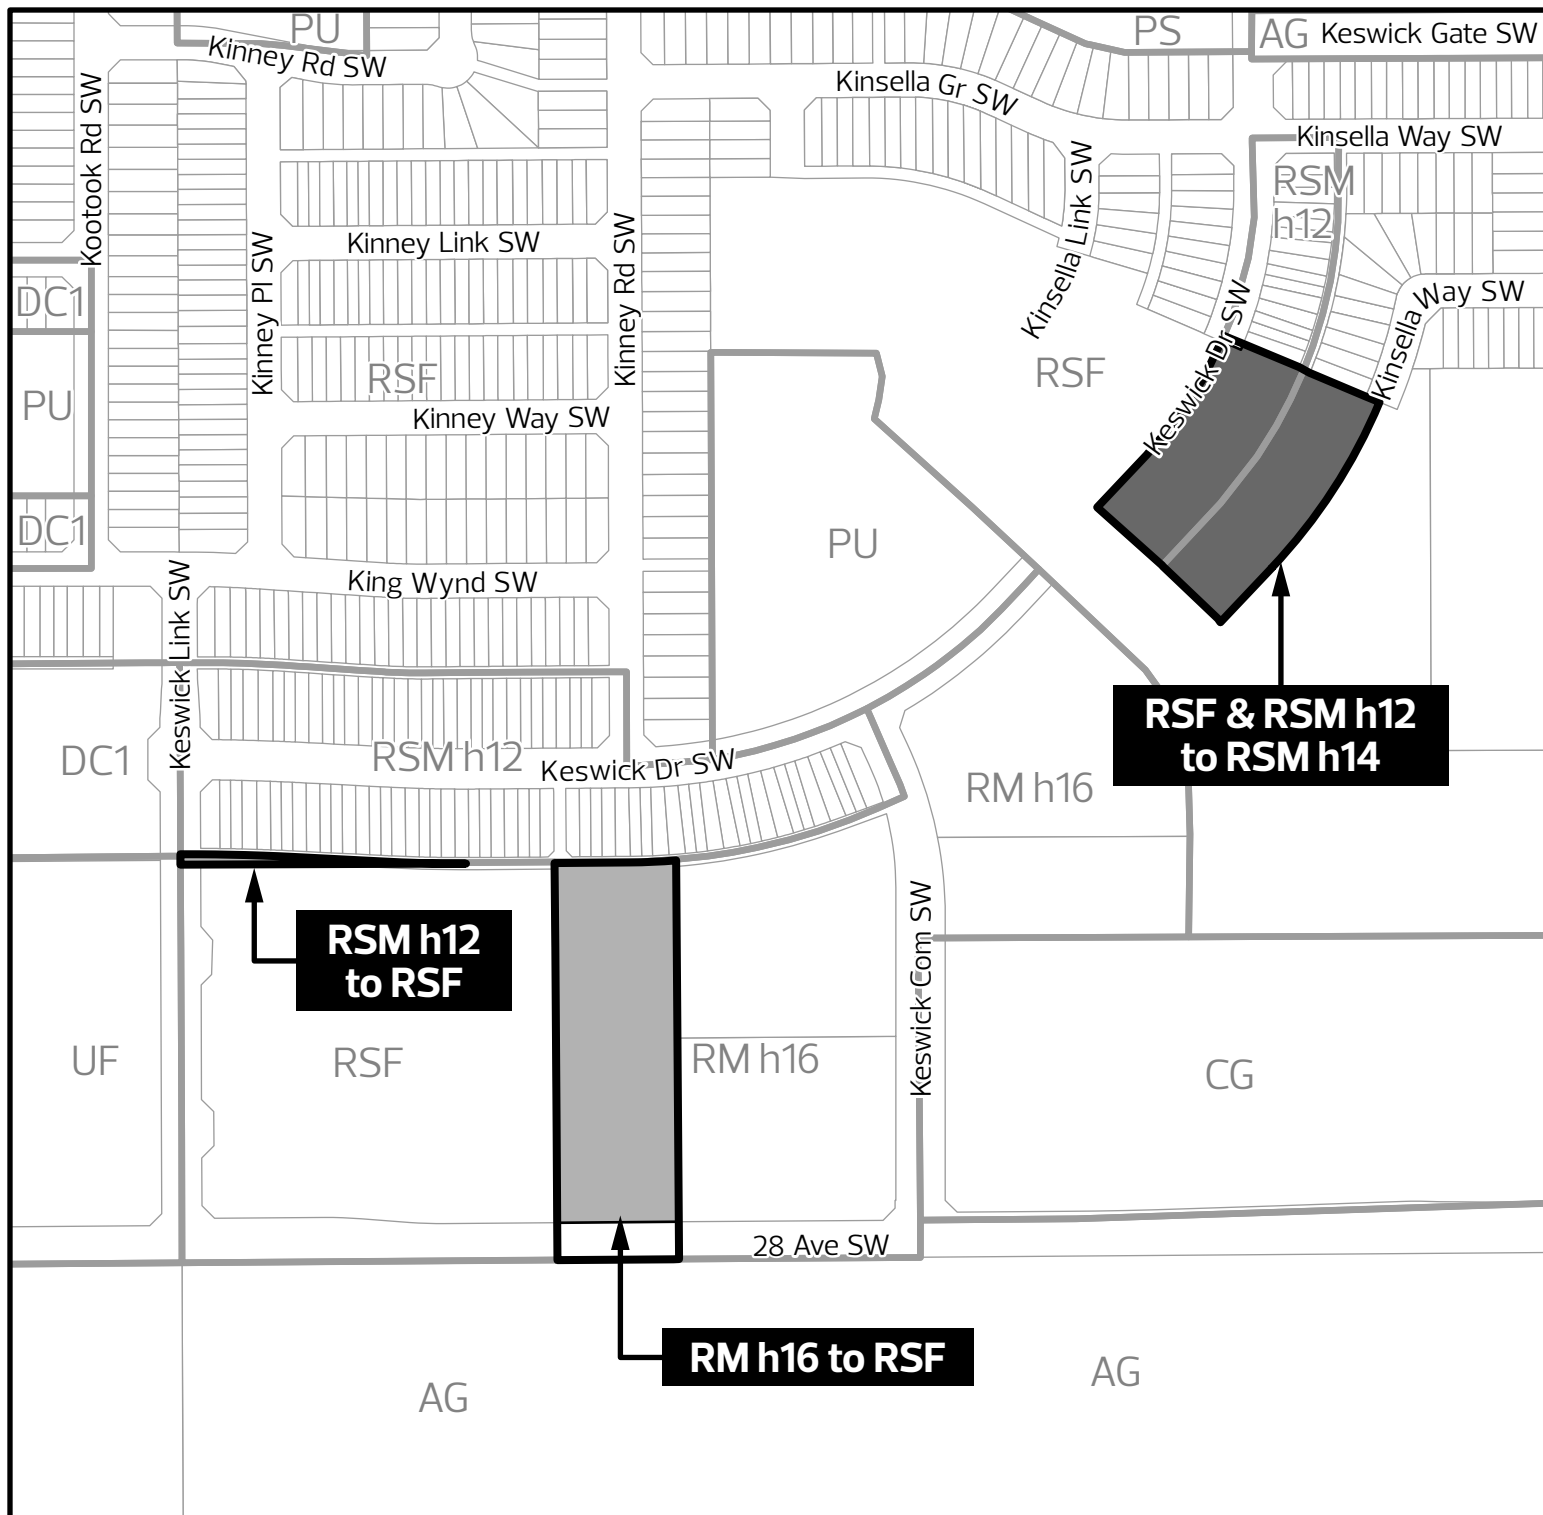 PU
PS
AG
Keswick Gate SW
Kinney Rd SW
Kinsella Gr SW
Kootook Rd SW
Kinsella Way SW
Kinsella Link SW
RSM
h12
Kinney Link SW
Kinney Pl SW
Kinney Rd SW
DC1
Kinsella Way SW
Keswick Dr SW
RSF
RSF
PU
Kinney Way SW
DC1
PU
King Wynd SW
Keswick Link SW
RSF & RSM h12
to RSM h14
DC1
RSM h12
Keswick Dr SW
RM h16
RSM h12
to RSF
Keswick Com SW
UF
RSF
RM h16
CG
28 Ave SW
RM h16 to RSF
AG
AG